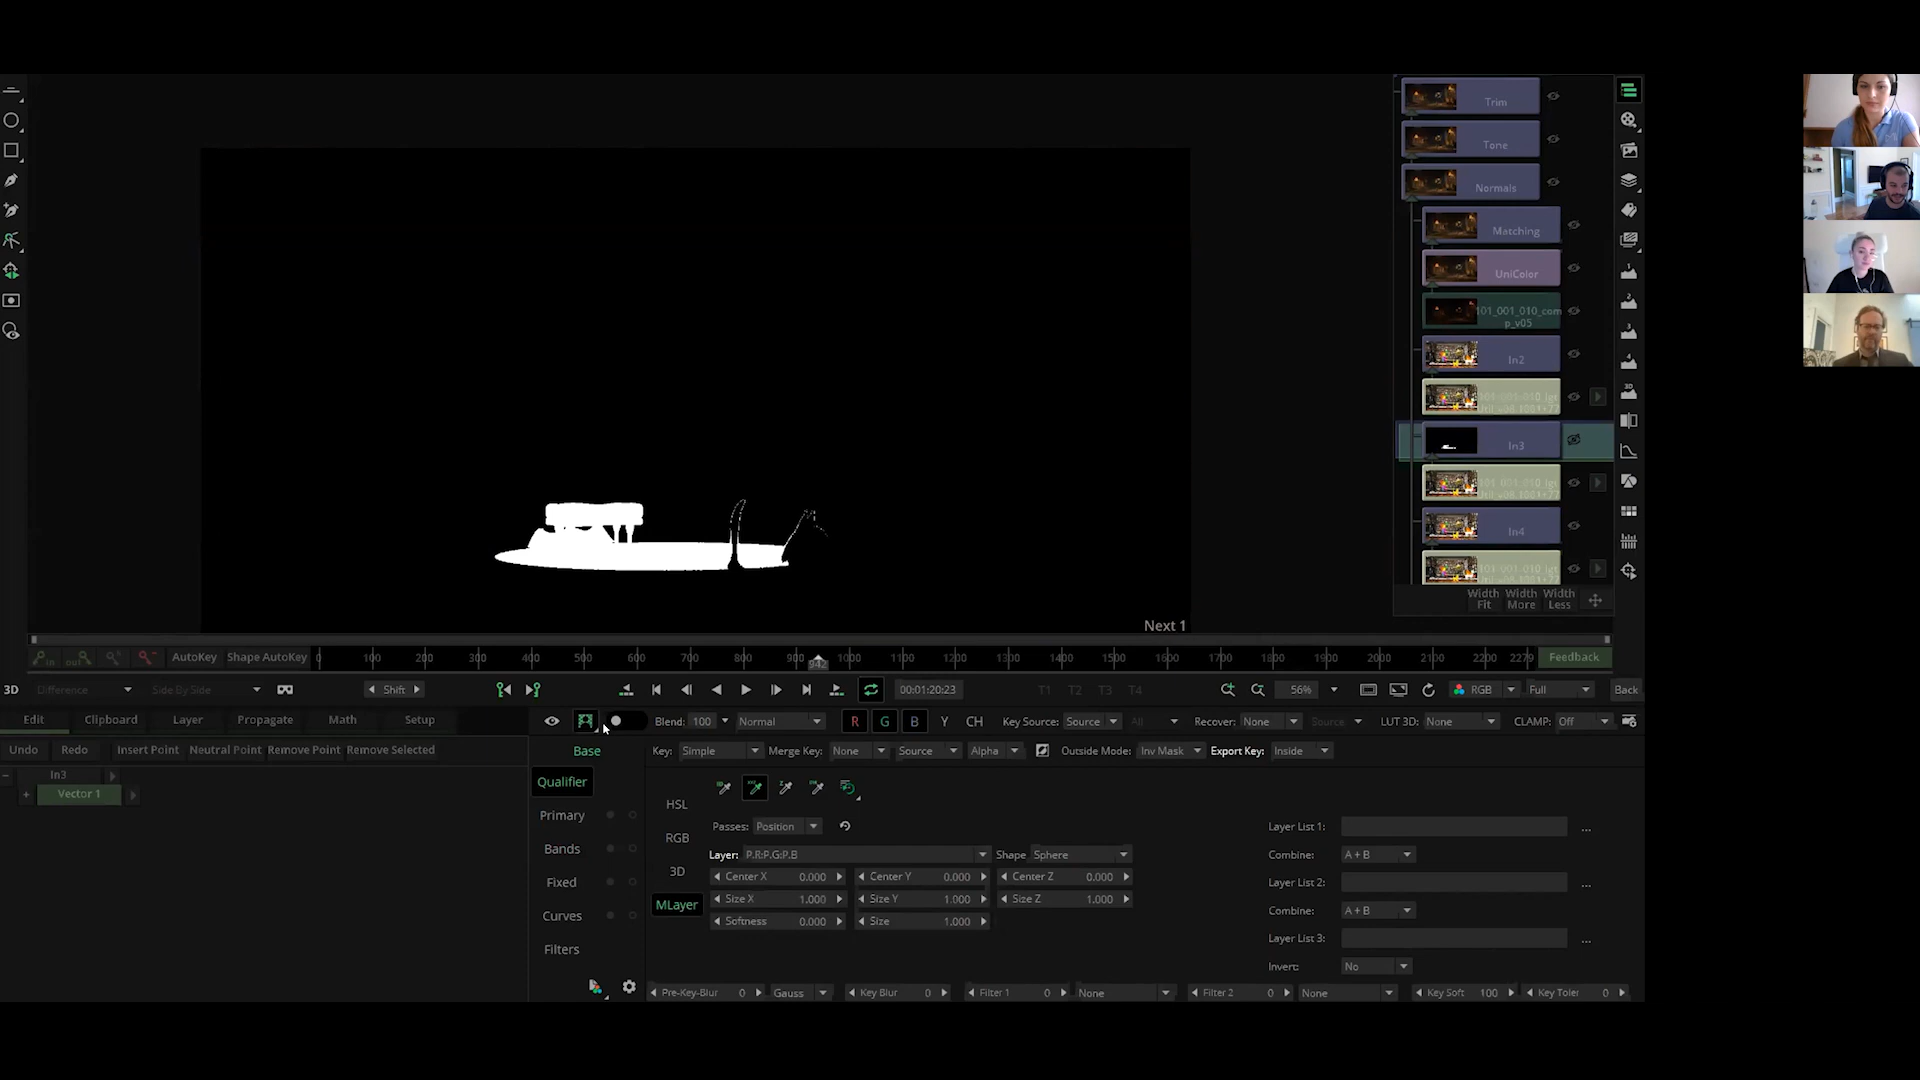 Trim
Tone
Normals
Matching
UniColor
101_001_010_com
p_v05
In2
In3
In4
Width Fit
Width More
Width Less
Next 1
AutoKey
Shape AutoKey
0 100 200 300 400 500 600 700 800 900 942 1000 1100 1200 1300 1400 1500 1600 1700 1800 1900 2000 2100 2200 2279
Feedback
3D
Difference
Side By Side
Shift
00:01:20:23
T1 T2 T3 T4
56%
RGB
Full
Back
Edit
Clipboard
Layer
Propagate
Math
Setup
Blend: 100
Normal
R G B Y CH
Key Source: Source
All
Recover: None
Source
LUT 3D: None
CLAMP: Off
Undo
Redo
Insert Point
Neutral Point
Remove Point
Remove Selected
Base
Key: Simple
Merge Key: None
Source
Alpha
Outside Mode: Inv Mask
Export Key: Inside
In3
Vector 1
Qualifier
Primary
Bands
Fixed
Curves
Filters
HSL
RGB
3D
MLayer
Passes: Position
Layer: P.R:P.G:P.B
Shape Sphere
Center X 0.000
Center Y 0.000
Center Z 0.000
Size X 1.000
Size Y 1.000
Size Z 1.000
Softness 0.000
Size 1.000
Layer List 1: ...
Combine: A + B
Layer List 2: ...
Combine: A + B
Layer List 3: ...
Invert: No
Pre-Key-Blur 0
Gauss
Key Blur 0
Filter 1 0
None
Filter 2 0
None
Key Soft 100
Key Toler 0